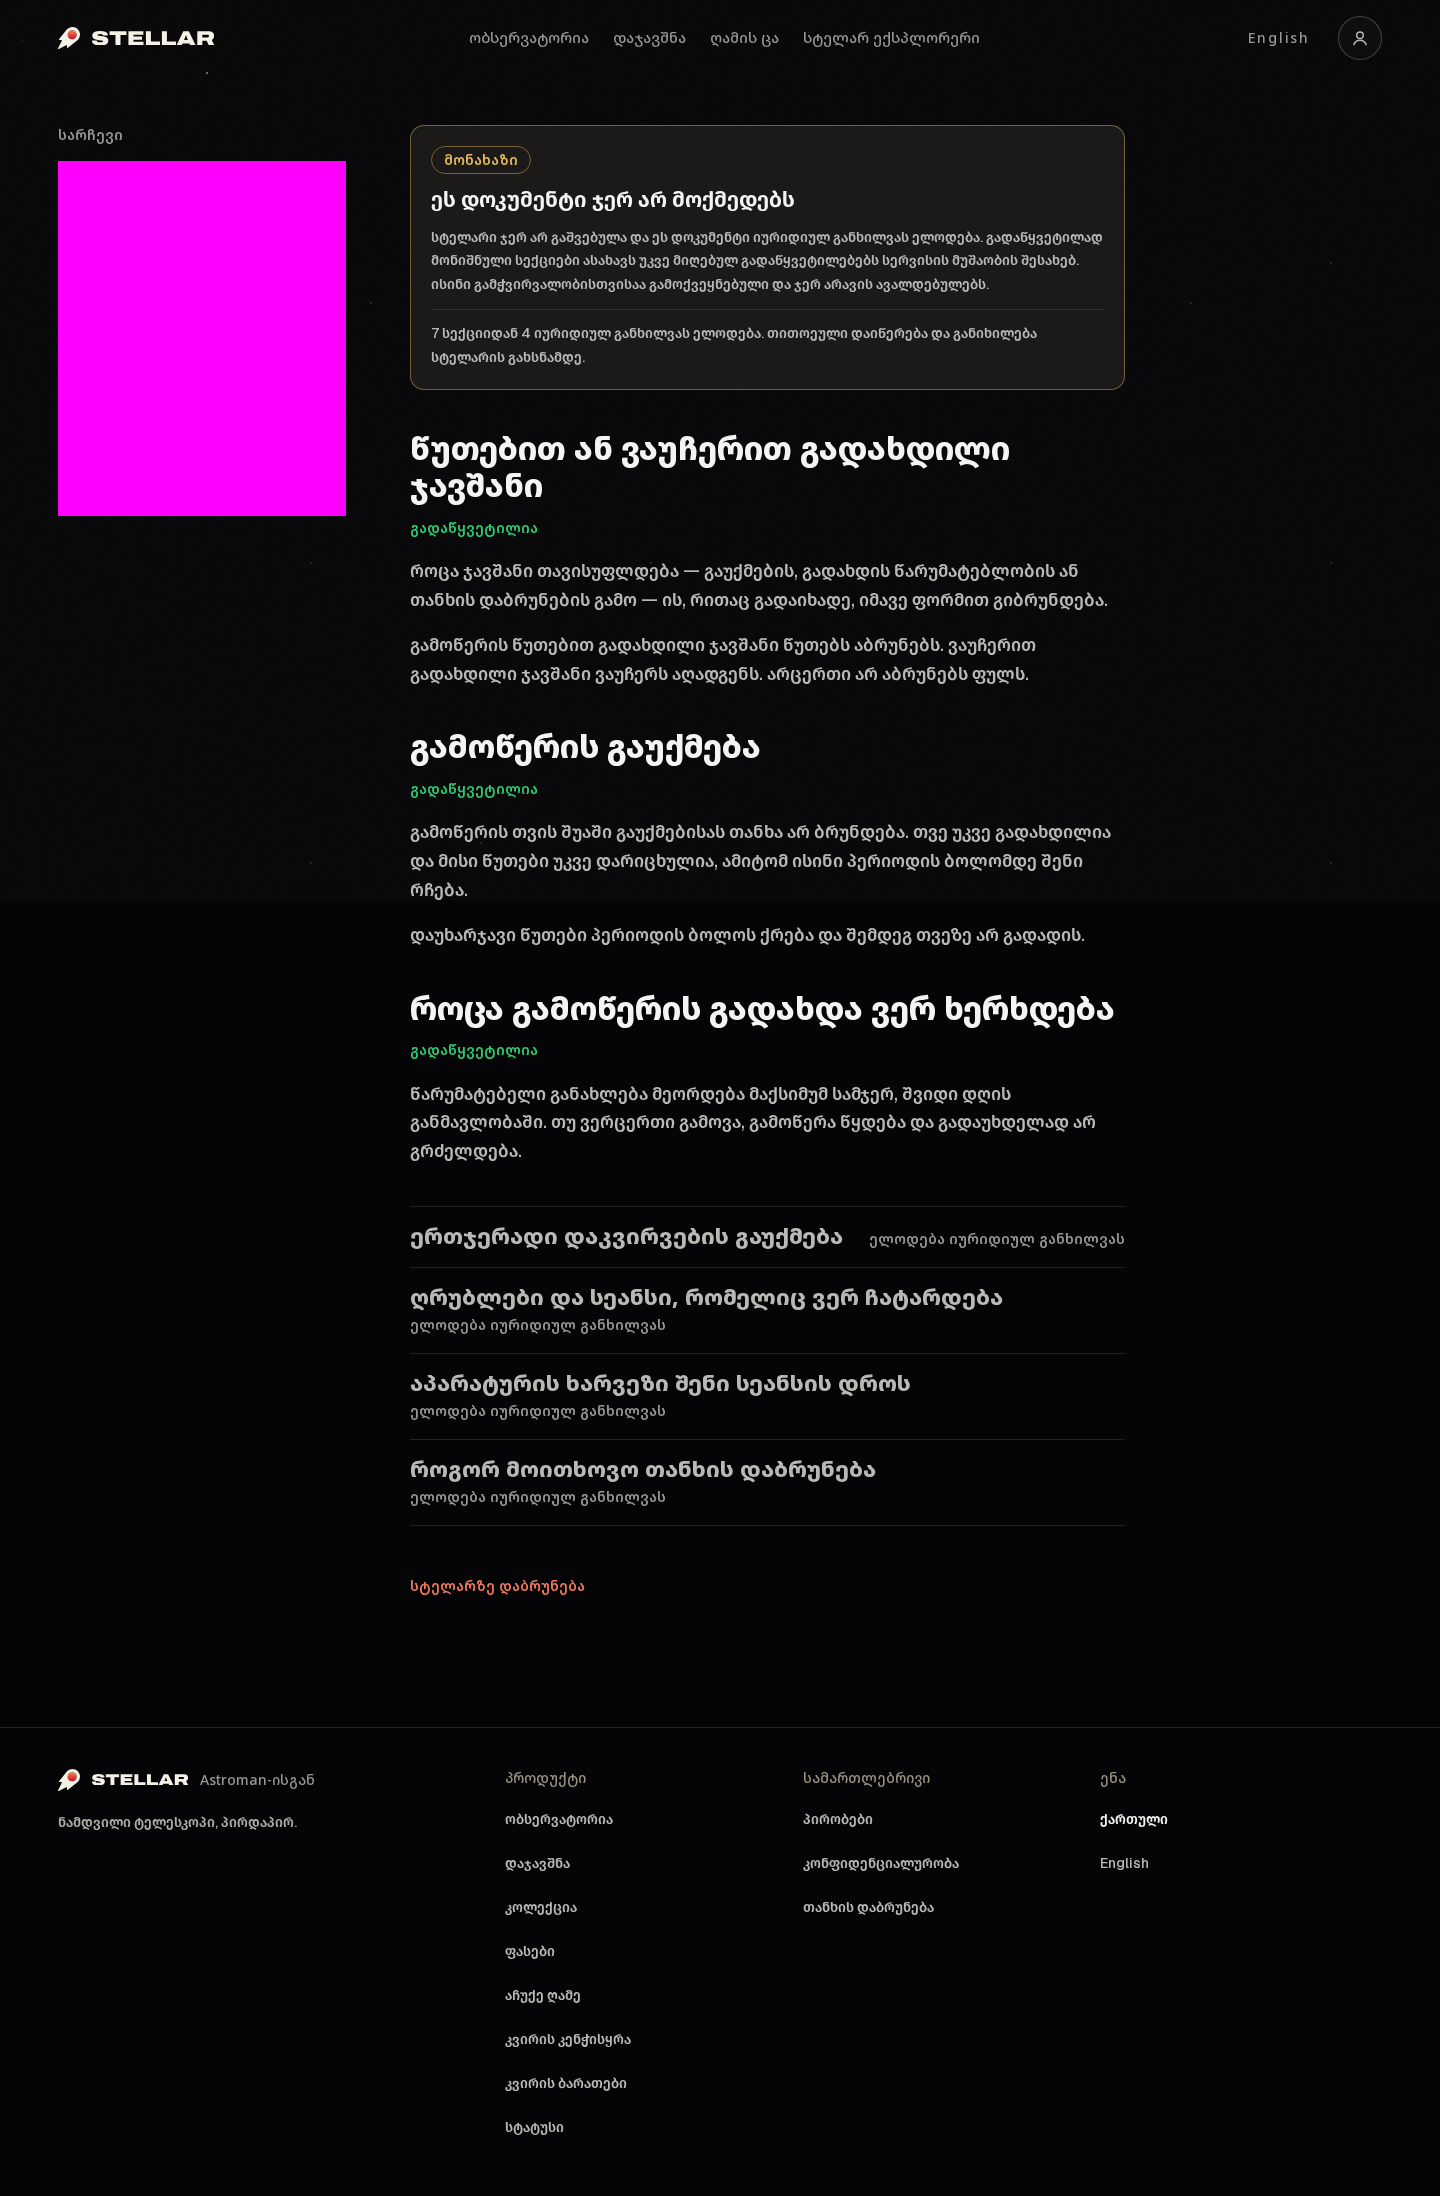 STELLAR
ობსერვატორია
დაჯავშნა
ღამის ცა
სტელარ ექსპლორერი
English
სარჩევი
მონახაზი
ეს დოკუმენტი ჯერ არ მოქმედებს
სტელარი ჯერ არ გაშვებულა და ეს დოკუმენტი იურიდიულ განხილვას ელოდება. გადაწყვეტილად
მონიშნული სექციები ასახავს უკვე მიღებულ გადაწყვეტილებებს სერვისის მუშაობის შესახებ.
ისინი გამჭვირვალობისთვისაა გამოქვეყნებული და ჯერ არავის ავალდებულებს.
7 სექციიდან 4 იურიდიულ განხილვას ელოდება. თითოეული დაიწერება და განიხილება
სტელარის გახსნამდე.
წუთებით ან ვაუჩერით გადახდილი
ჯავშანი
გადაწყვეტილია
როცა ჯავშანი თავისუფლდება — გაუქმების, გადახდის წარუმატებლობის ან
თანხის დაბრუნების გამო — ის, რითაც გადაიხადე, იმავე ფორმით გიბრუნდება.
გამოწერის წუთებით გადახდილი ჯავშანი წუთებს აბრუნებს. ვაუჩერით
გადახდილი ჯავშანი ვაუჩერს აღადგენს. არცერთი არ აბრუნებს ფულს.
გამოწერის გაუქმება
გადაწყვეტილია
გამოწერის თვის შუაში გაუქმებისას თანხა არ ბრუნდება. თვე უკვე გადახდილია
და მისი წუთები უკვე დარიცხულია, ამიტომ ისინი პერიოდის ბოლომდე შენი
რჩება.
დაუხარჯავი წუთები პერიოდის ბოლოს ქრება და შემდეგ თვეზე არ გადადის.
როცა გამოწერის გადახდა ვერ ხერხდება
გადაწყვეტილია
წარუმატებელი განახლება მეორდება მაქსიმუმ სამჯერ, შვიდი დღის
განმავლობაში. თუ ვერცერთი გამოვა, გამოწერა წყდება და გადაუხდელად არ
გრძელდება.
ერთჯერადი დაკვირვების გაუქმება
ელოდება იურიდიულ განხილვას
ღრუბლები და სეანსი, რომელიც ვერ ჩატარდება
ელოდება იურიდიულ განხილვას
აპარატურის ხარვეზი შენი სეანსის დროს
ელოდება იურიდიულ განხილვას
როგორ მოითხოვო თანხის დაბრუნება
ელოდება იურიდიულ განხილვას
სტელარზე დაბრუნება
STELLAR Astroman-ისგან
ნამდვილი ტელესკოპი, პირდაპირ.
პროდუქტი
ობსერვატორია
დაჯავშნა
კოლექცია
ფასები
აჩუქე ღამე
კვირის კენჭისყრა
კვირის ბარათები
სტატუსი
სამართლებრივი
პირობები
კონფიდენციალურობა
თანხის დაბრუნება
ენა
ქართული
English